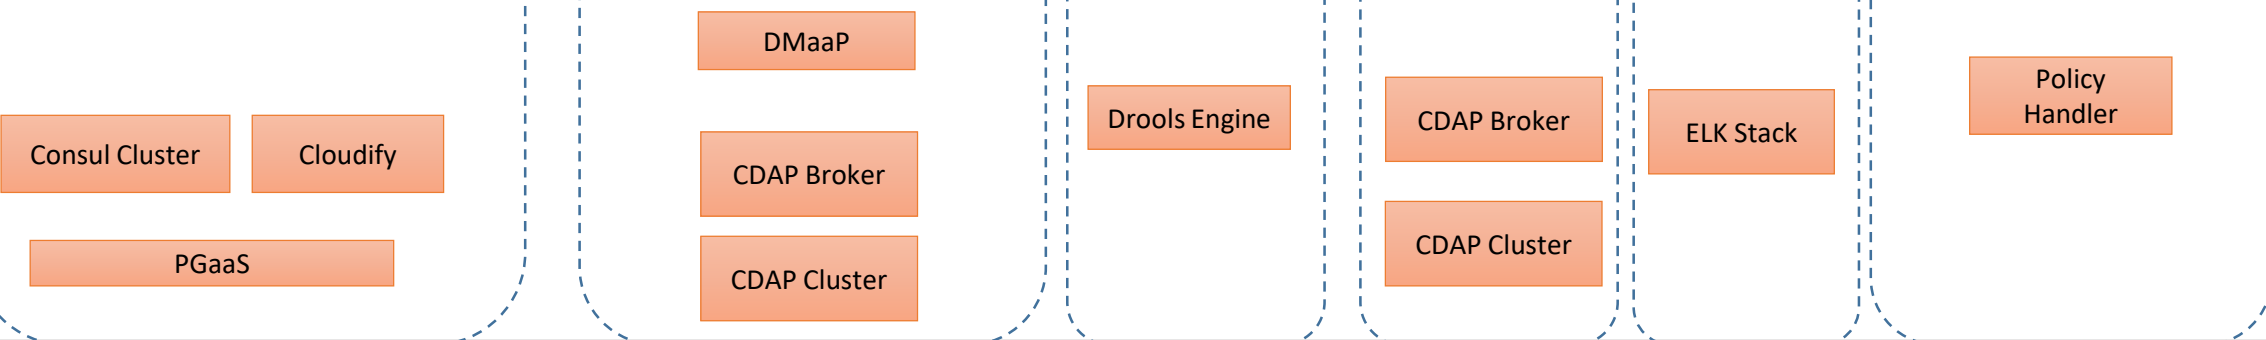 Consul Cluster
Cloudify
PGaaS
DMaaP
CDAP Broker
CDAP Cluster
Drools Engine
CDAP Broker
CDAP Cluster
ELK Stack
Policy
Handler